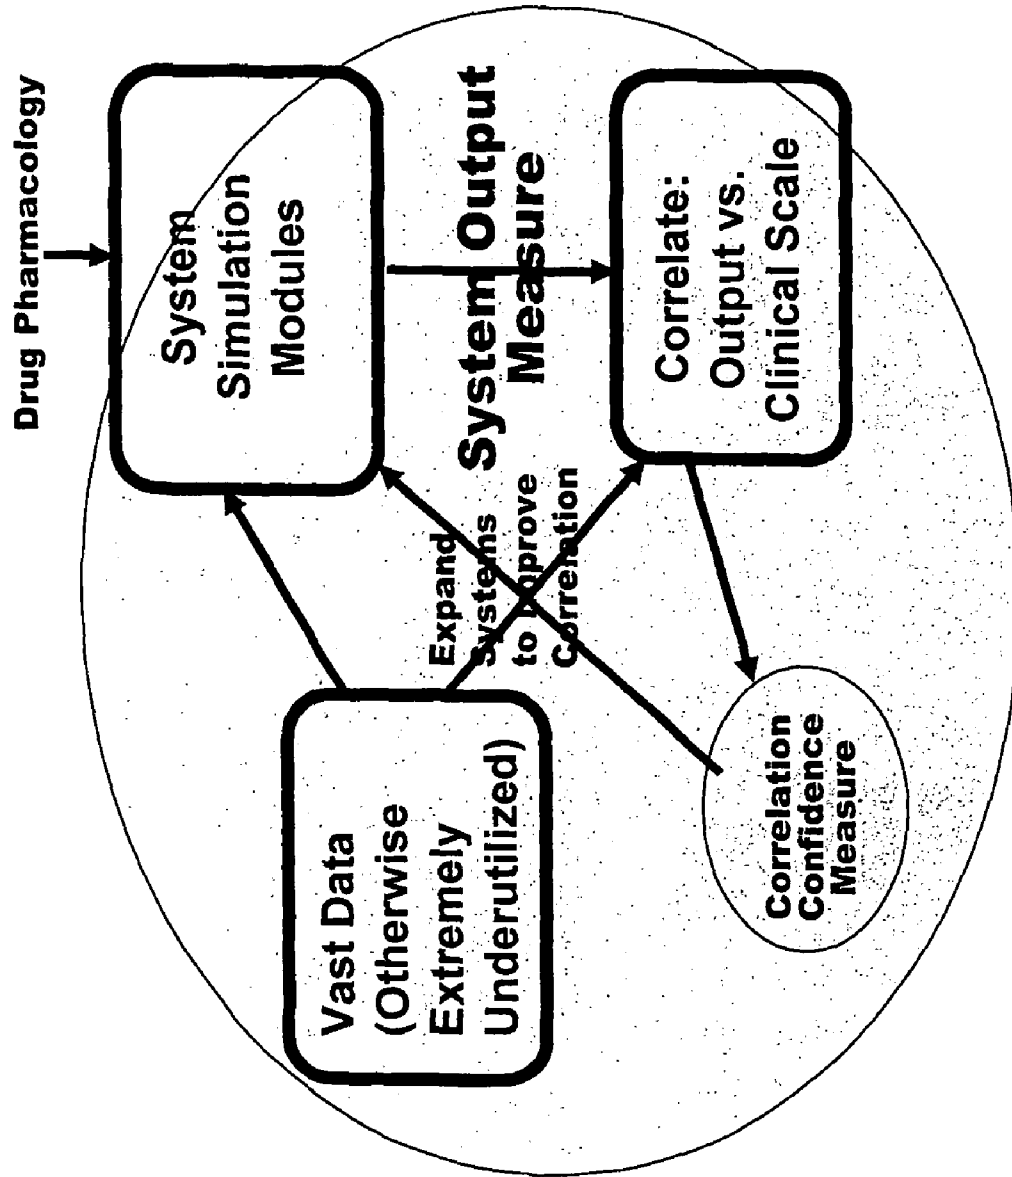 Drug Pharmacology
System
Simulation
Modules
System Output
Measure
Correlate:
Output vs.
Clinical Scale
Vast Data
(Otherwise
Extremely
Underutilized)
Expand
Systems
to Improve
Correlation
Correlation
Confidence
Measure